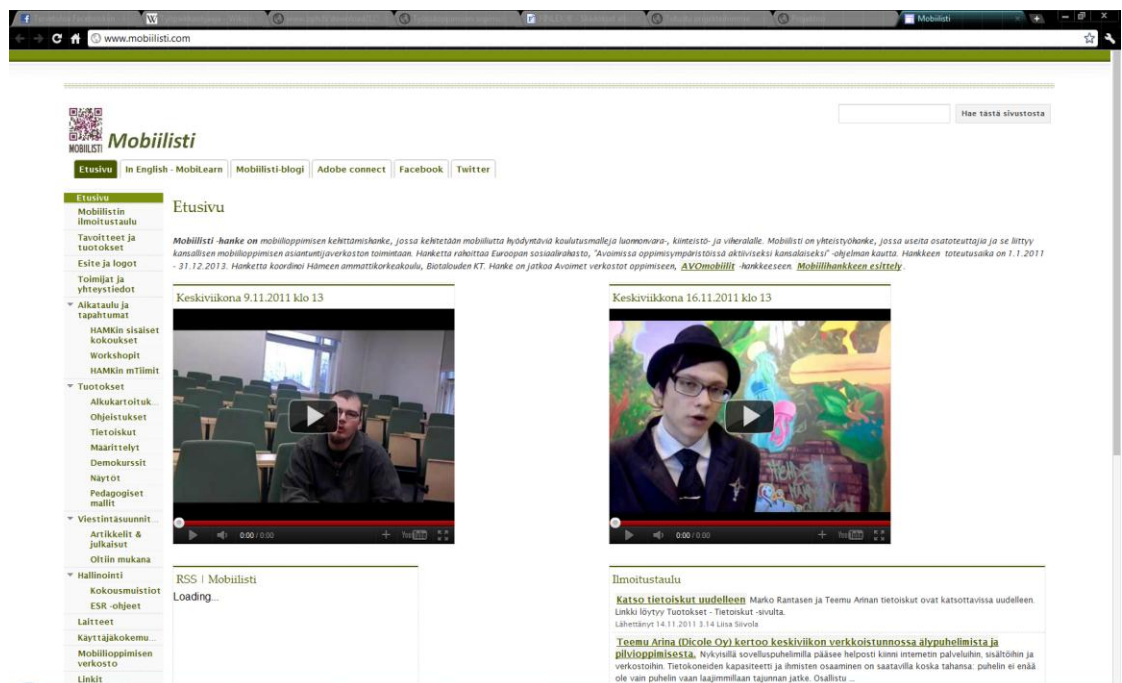 Mobiilisti
www.mobiilisti.com
Hae tästä sivustosta
MOBIILISTI Mobiilisti
Etusivu In English - MobiLearn Mobiilisti-blogi Adobe connect Facebook Twitter
Etusivu
Mobiilistin
ilmoitustaulu
Tavoitteet ja
tuotokset
Esite ja logot
Toimijat ja
yhteystiedot
Aikataulu ja
tapahtumat
HAMKin sisäiset
kokoukset
Workshopit
HAMKin mTiimit
Tuotokset
Alkukartoituk...
Ohjeistukset
Tietoiskut
Määrittelyt
Demokurssit
Näytöt
Pedagogiset
mallit
Viestintäsuunnit...
Artikkelit &
julkaisut
Oltiin mukana
Hallinointi
Kokousmuistiot
ESR -ohjeet
Laitteet
Käyttäjäkokemu...
Mobiilioppimisen
verkosto
Linkit
Etusivu
Mobiilisti -hanke on mobiilioppimisen kehittämishanke, jossa kehitetään mobiiliutta hyödyntäviä koulutusmalleja luonnonvara-, kiinteistö- ja viheralalle. Mobiilisti on yhteistyöhanke, jossa useita osatoteuttajia ja se liittyy
kansallisen mobiilioppimisen asiantuntijaverkoston toimintaan. Hanketta rahoittaa Euroopan sosiaalirahasto, "Avoimissa oppimisympäristöissä aktiiviseksi kansalaiseksi" -ohjelman kautta. Hankkeen toteutusaika on 1.1.2011
- 31.12.2013. Hanketta koordinoi Hämeen ammattikorkeakoulu, Biotalouden KT. Hanke on jatkoa Avoimet verkostot oppimiseen, AVOmobiilit -hankkeeseen. Mobiilihankkeen esittely.
Keskiviikona 9.11.2011 klo 13
0:00 / 0:00 YouTube
Keskiviikkona 16.11.2011 klo 13
0:00 / 0:00 YouTube
RSS | Mobiilisti
Loading...
Ilmoitustaulu
Katso tietoiskut uudelleen Marko Rantasen ja Teemu Arinan tietoiskut ovat katsottavissa uudelleen.
Linkki löytyy Tuotokset - Tietoiskut -sivulta.
Lähettänyt 14.11.2011 3.14 Liisa Siivola
Teemu Arina (Dicole Oy) kertoo keskiviikon verkkoistunnossa älypuhelimista ja
pilvioppimisesta. Nykyisillä sovelluspuhelimilla pääsee helposti kiinni internetin palveluihin, sisältöihin ja
verkostoihin. Tietokoneiden kapasiteetti ja ihmisten osaaminen on saatavilla koska tahansa: puhelin ei enää
ole vain puhelin vaan laajimmillaan tajunnan jatke. Osallistu ...